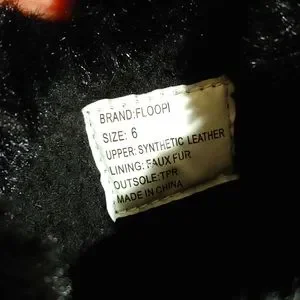 BRAND:FLOOPI
SIZE: 6
UPPER: SYNTHETIC LEATHER
LINING: FAUX FUR
OUTSOLE:TPR
MADE IN CHINA